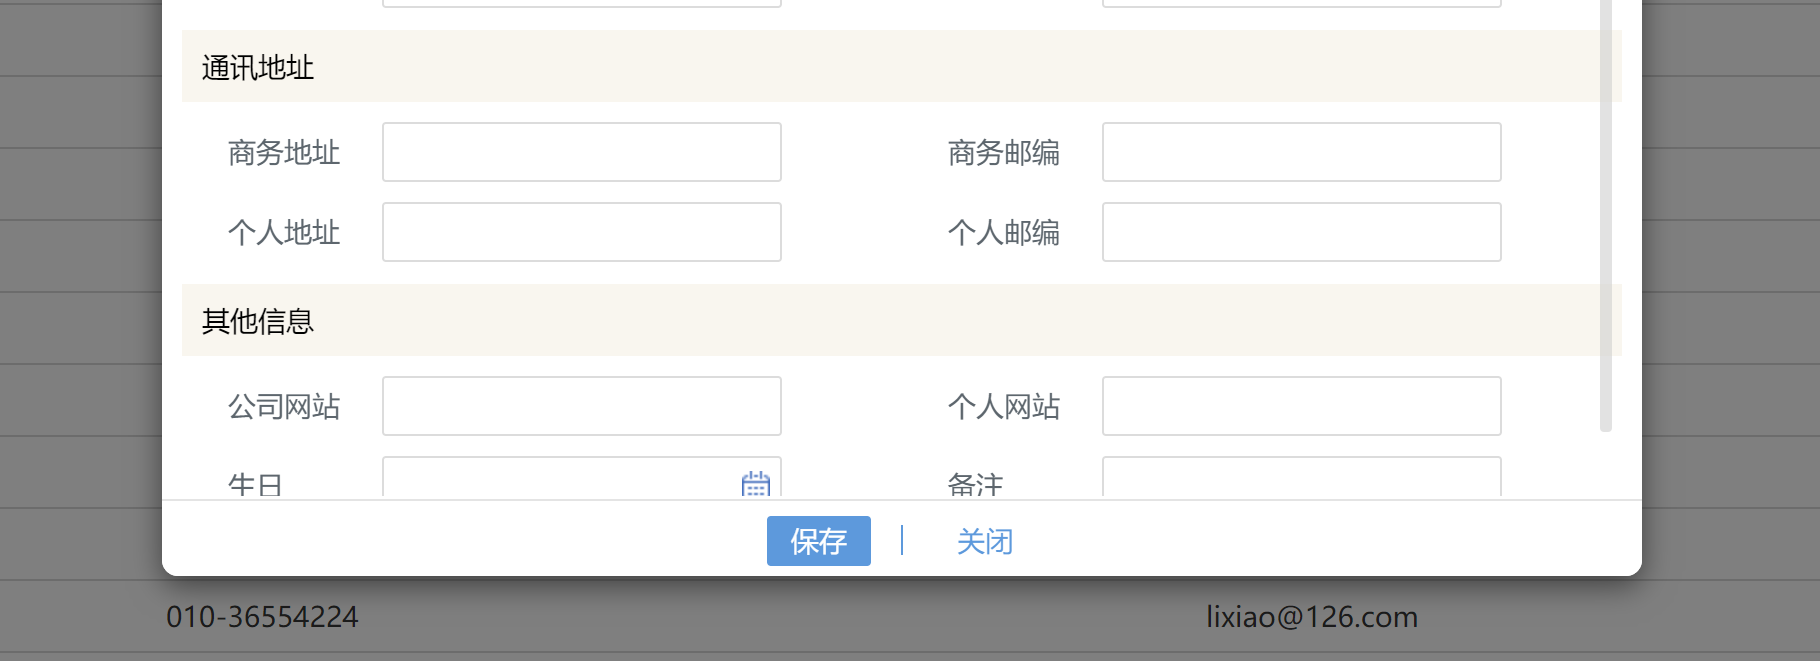 通讯地址
商务地址 商务邮编
个人地址 个人邮编
其他信息
公司网站 个人网站
生日 备注
保存 | 关闭
010-36554224 lixiao@126.com